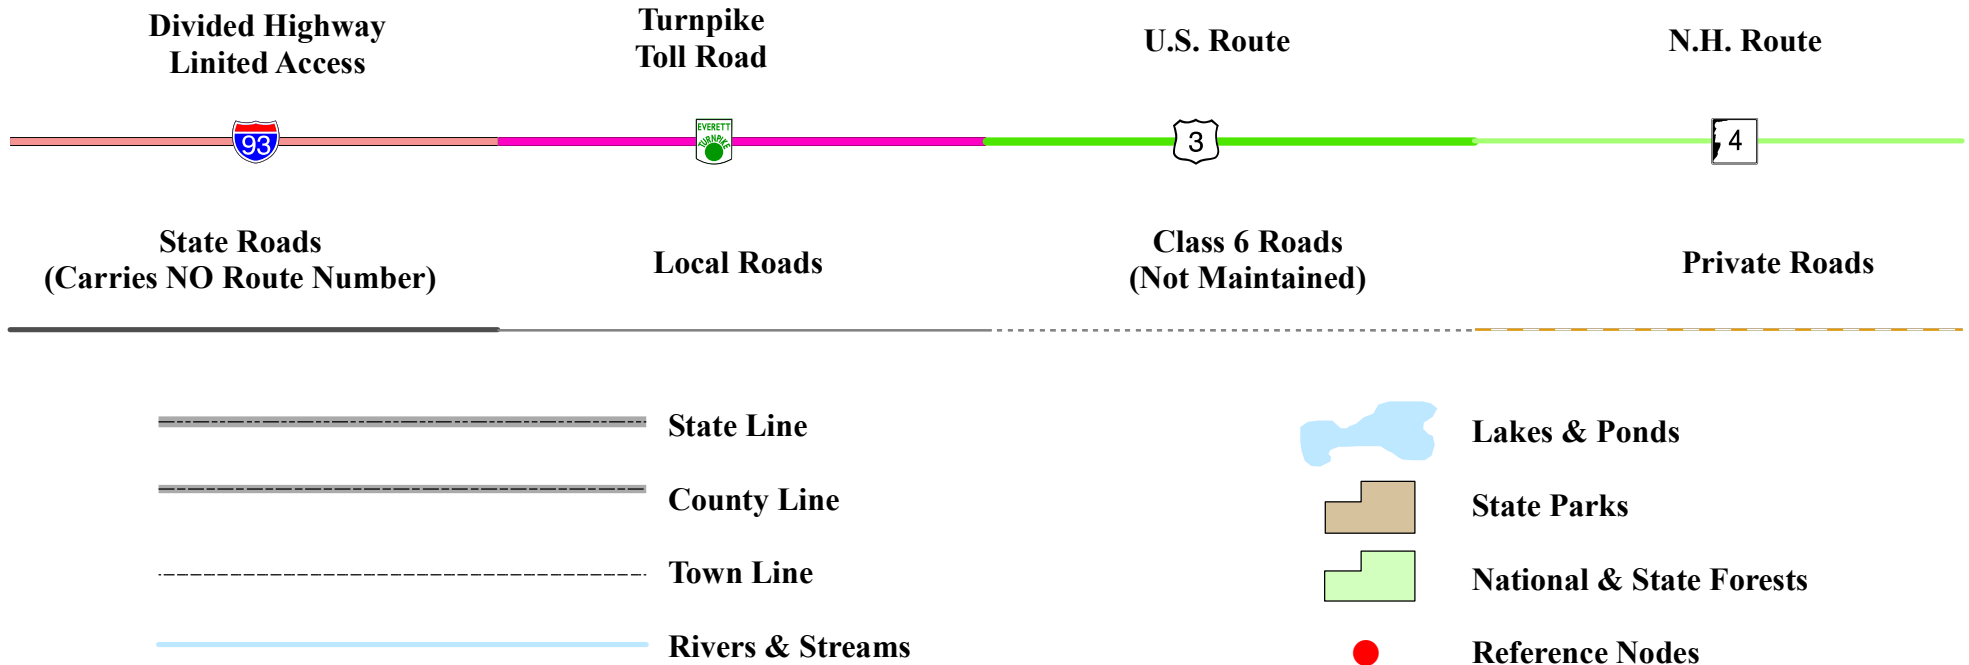 Divided Highway
Linited Access
Turnpike
Toll Road
U.S. Route
N.H. Route
93
EVERETT
TURNPIKE
3
4
State Roads
(Carries NO Route Number)
Local Roads
Class 6 Roads
(Not Maintained)
Private Roads
State Line
County Line
Town Line
Rivers & Streams
Lakes & Ponds
State Parks
National & State Forests
Reference Nodes